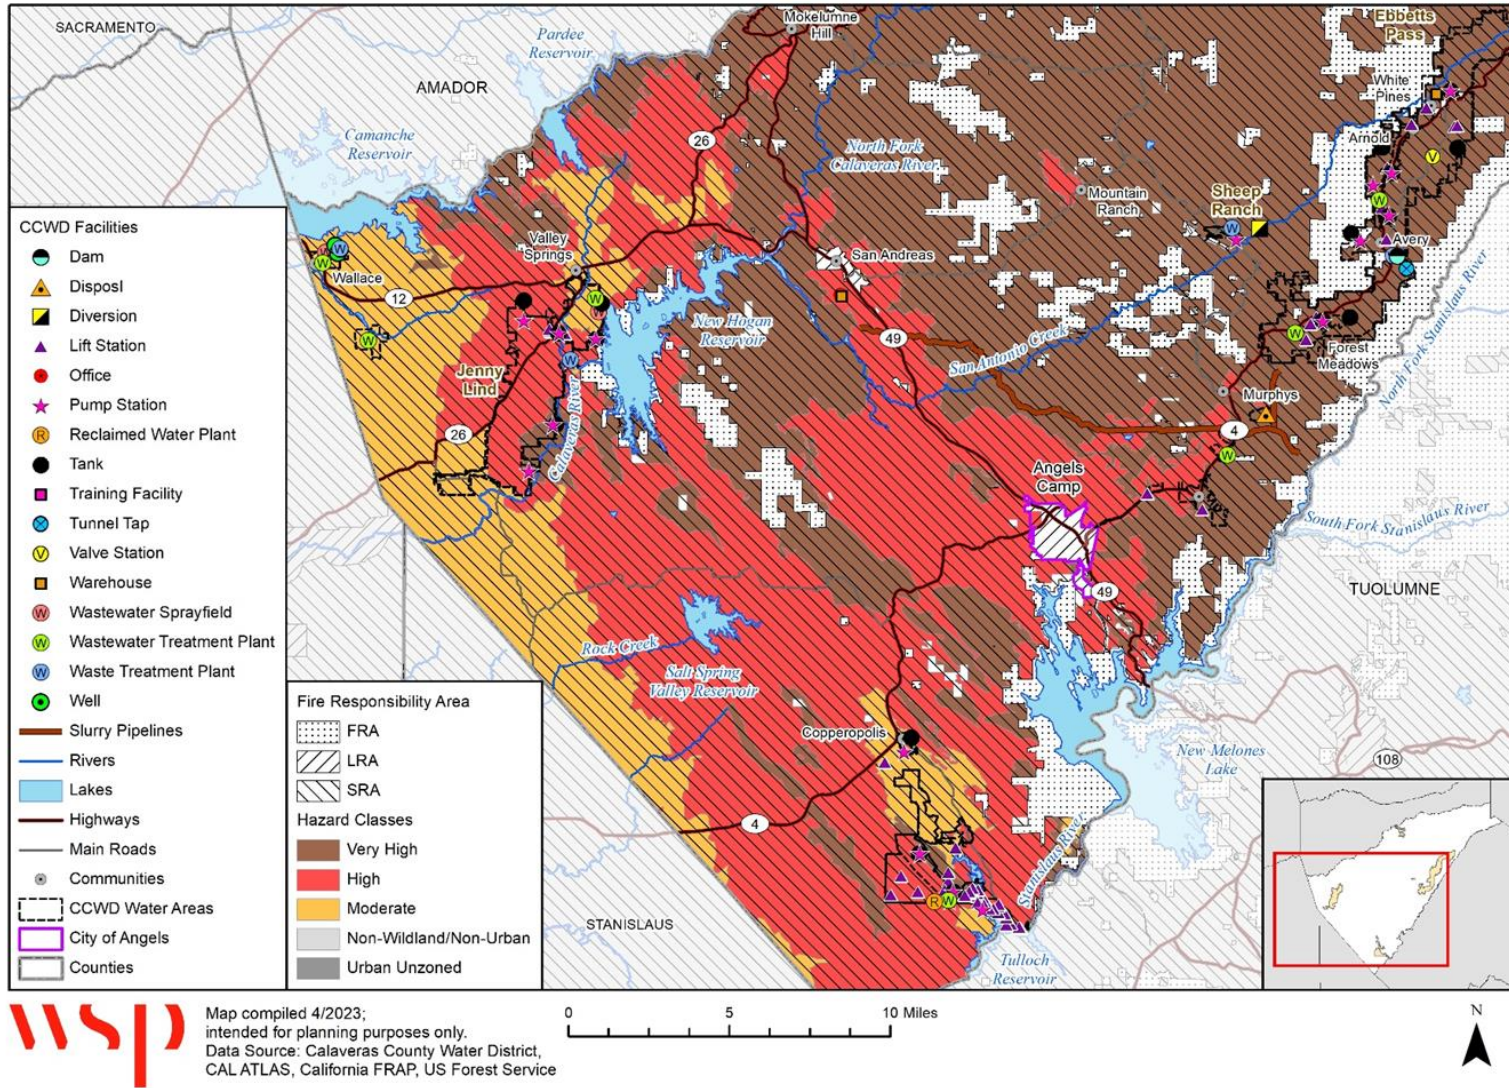 SACRAMENTO
AMADOR
Pardee
Reservoir
Camanche
Reservoir
Mokelumne
Hill
Ebbetts
Pass
White
Pines
Arnold
V
26
North Fork
Calaveras River
Mountain
Ranch
Sheep
Ranch
W
W
Avery
Valley
Springs
San Andreas
W
W
W
Wallace
12
W
W
W
New Hogan
Reservoir
49
San Antonio Creek
W
Forest
Meadows
North Fork Stanislaus River
W
Jenny
Lind
Calaveras River
26
Murphys
4
W
Angels
Camp
South Fork Stanislaus River
TUOLUMNE
49
Rock Creek
Salt Spring
Valley Reservoir
Copperopolis
New Melones
Lake
108
4
Stanislaus River
R
W
STANISLAUS
Tulloch
Reservoir
CCWD Facilities
Dam
Disposl
Diversion
Lift Station
Office
Pump Station
R Reclaimed Water Plant
Tank
Training Facility
Tunnel Tap
V Valve Station
Warehouse
W Wastewater Sprayfield
W Wastewater Treatment Plant
W Waste Treatment Plant
Well
Slurry Pipelines
Rivers
Lakes
Highways
Main Roads
Communities
CCWD Water Areas
City of Angels
Counties
Fire Responsibility Area
FRA
LRA
SRA
Hazard Classes
Very High
High
Moderate
Non-Wildland/Non-Urban
Urban Unzoned
wsp
Map compiled 4/2023;
intended for planning purposes only.
Data Source: Calaveras County Water District,
CAL ATLAS, California FRAP, US Forest Service
0 5 10 Miles
N